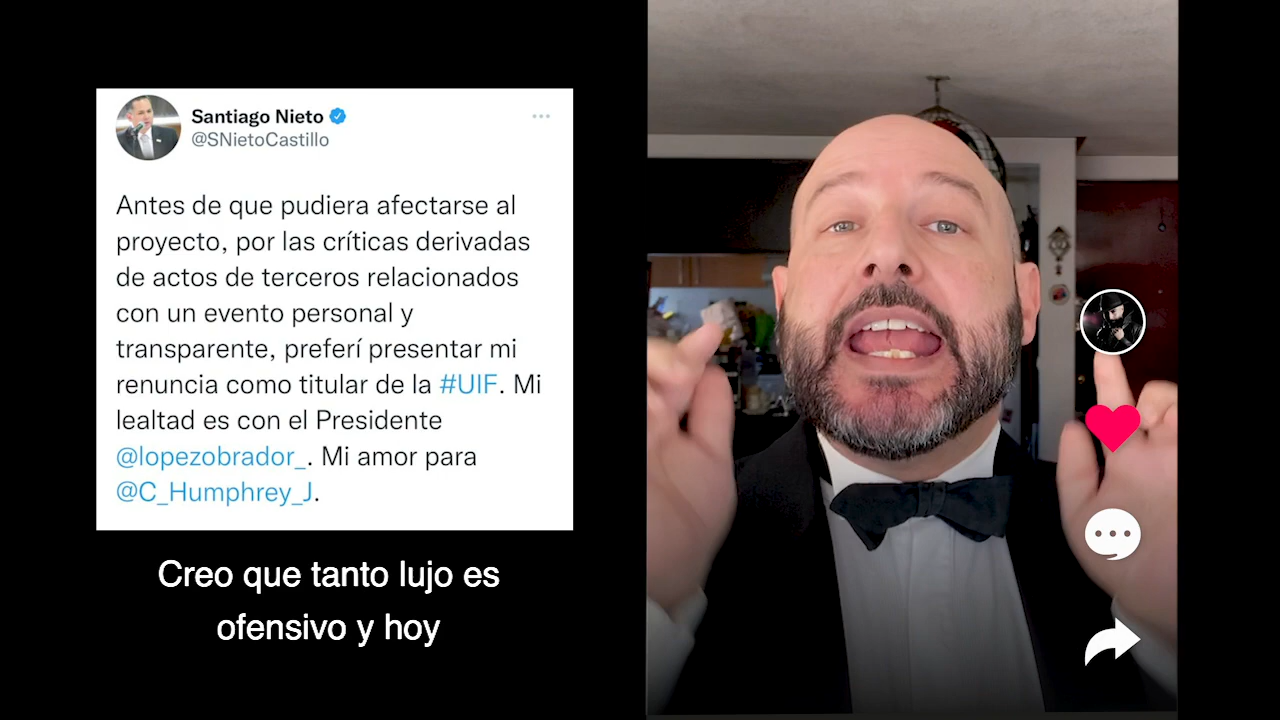 Santiago Nieto
@SNietoCastillo
Antes de que pudiera afectarse al
proyecto, por las críticas derivadas
de actos de terceros relacionados
con un evento personal y
transparente, preferí presentar mi
renuncia como titular de la #UIF. Mi
lealtad es con el Presidente
@lopezobrador_. Mi amor para
@C_Humphrey_J.
Creo que tanto lujo es
ofensivo y hoy